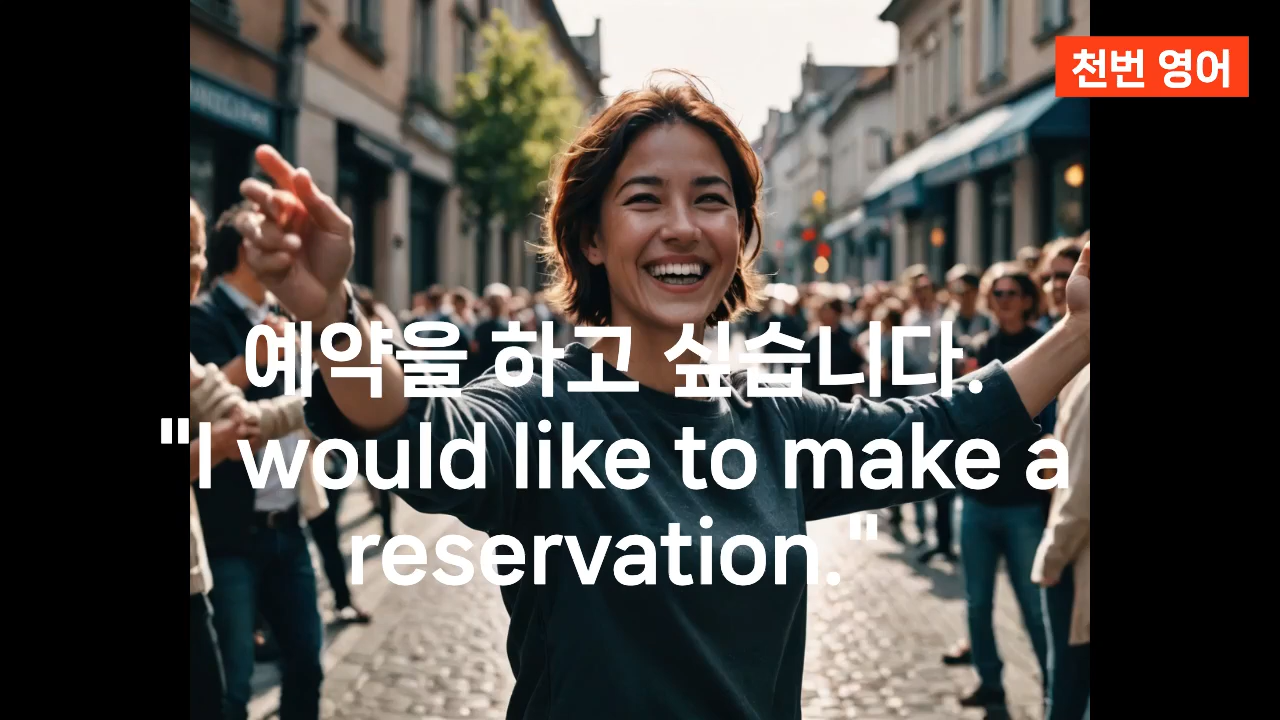 천번 영어
예약을 하고 싶습니다.
"I would like to make a
reservation."